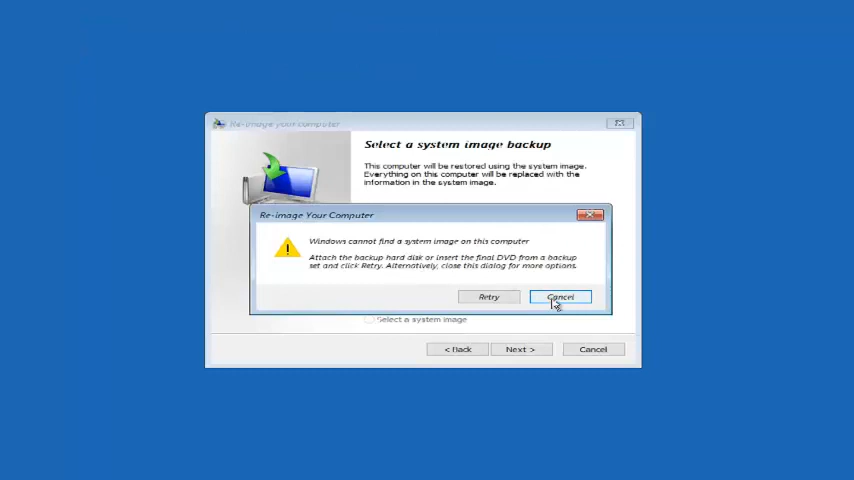 Re-image your computer
Select a system image backup
This computer will be restored using the system image.
Everything on this computer will be replaced with the
information in the system image.
Re-image Your Computer
Windows cannot find a system image on this computer
Attach the backup hard disk or insert the final DVD from a backup
set and click Retry. Alternatively, close this dialog for more options.
Retry Cancel
Select a system image
< Back Next > Cancel